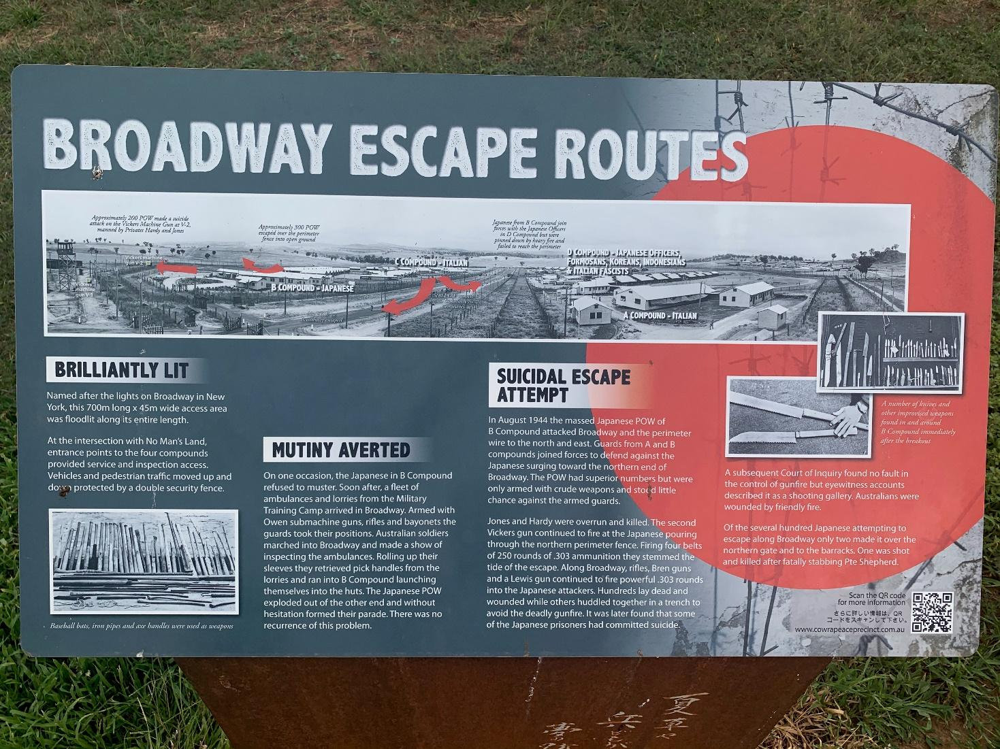 BROADWAY ESCAPE ROUTES
Approximately 200 POW made a suicide
attack on the Vickers Machine Gun at V-2,
manned by Privates Hardy and Jones
Approximately 300 POW
escaped over the perimeter
fence into open ground
Japanese from B Compound join
forces with the Japanese Officers
in D Compound but were
pinned down by heavy fire and
failed to reach the perimeter
Vickers machine
gun V-2
Vickers
machine
gun V-1
C COMPOUND - ITALIAN
D COMPOUND - JAPANESE OFFICERS,
FORMOSANS, KOREANS, INDONESIANS
& ITALIAN FASCISTS
B COMPOUND - JAPANESE
A COMPOUND - ITALIAN
BRILLIANTLY LIT
Named after the lights on Broadway in New
York, this 700m long x 45m wide access area
was floodlit along its entire length.
At the intersection with No Man's Land,
entrance points to the four compounds
provided service and inspection access.
Vehicles and pedestrian traffic moved up and
down protected by a double security fence.
Baseball bats, iron pipes and axe handles were used as weapons
MUTINY AVERTED
On one occasion, the Japanese in B Compound
refused to muster. Soon after, a fleet of
ambulances and lorries from the Military
Training Camp arrived in Broadway. Armed with
Owen submachine guns, rifles and bayonets the
guards took their positions. Australian soldiers
marched into Broadway and made a show of
inspecting the ambulances. Rolling up their
sleeves they retrieved pick handles from the
lorries and ran into B Compound launching
themselves into the huts. The Japanese POW
exploded out of the other end and without
hesitation formed their parade. There was no
recurrence of this problem.
SUICIDAL ESCAPE
ATTEMPT
In August 1944 the massed Japanese POW of
B Compound attacked Broadway and the perimeter
wire to the north and east. Guards from A and B
compounds joined forces to defend against the
Japanese surging toward the northern end of
Broadway. The POW had superior numbers but were
only armed with crude weapons and stood little
chance against the armed guards.
Jones and Hardy were overrun and killed. The second
Vickers gun continued to fire at the Japanese pouring
through the northern perimeter fence. Firing four belts
of 250 rounds of .303 ammunition they stemmed the
tide of the escape. Along Broadway, rifles, Bren guns
and a Lewis gun continued to fire powerful .303 rounds
into the Japanese attackers. Hundreds lay dead and
wounded while others huddled together in a trench to
avoid the deadly gunfire. It was later found that some
of the Japanese prisoners had committed suicide.
A number of knives and
other improvised weapons
found in and around
B Compound immediately
after the breakout
A subsequent Court of Inquiry found no fault in
the control of gunfire but eyewitness accounts
described it as a shooting gallery. Australians were
wounded by friendly fire.
Of the several hundred Japanese attempting to
escape along Broadway only two made it over the
northern gate and to the barracks. One was shot
and killed after fatally stabbing Pte Shepherd.
Scan the QR code
for more information
さらに詳しい情報は、QR
コードをスキャンして下さい。
www.cowrapeaceprecinct.com.au
夏草や